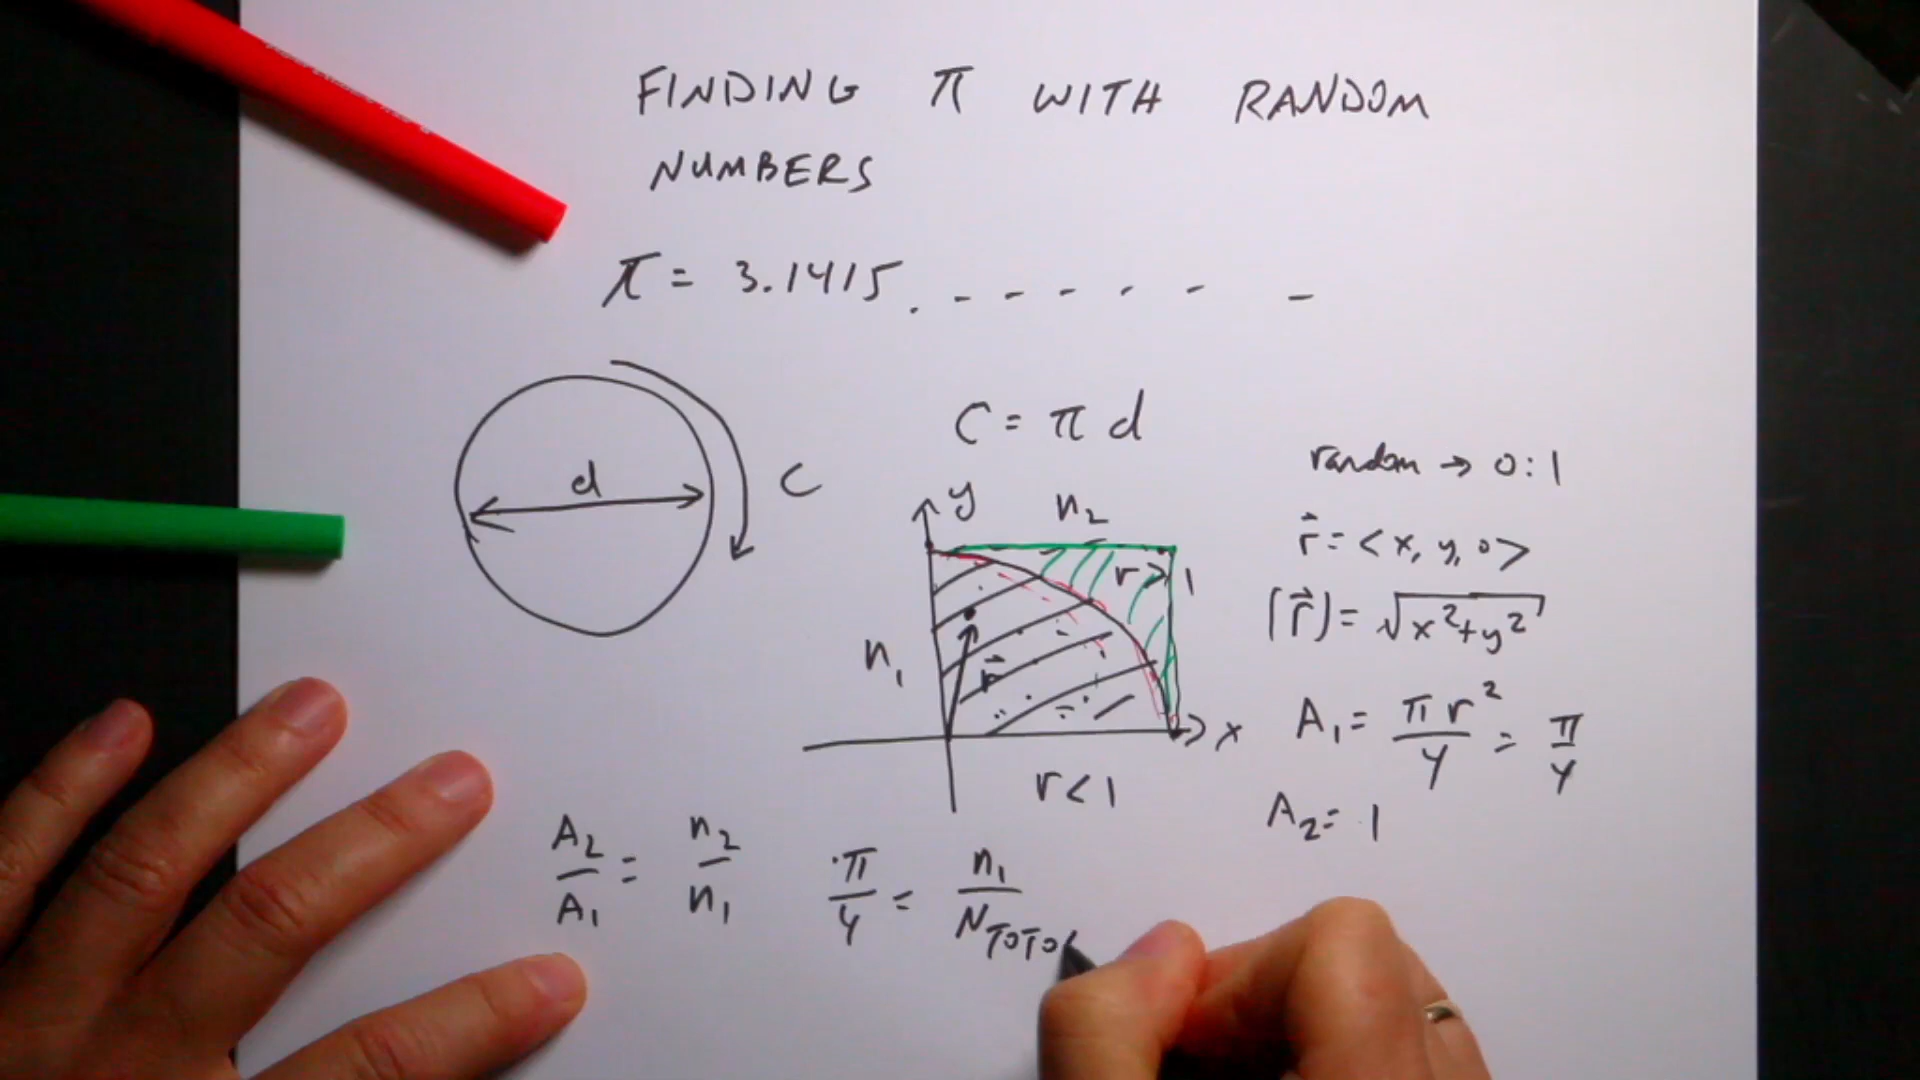 FINDING π WITH RANDOM
NUMBERS
π = 3.1415. - - - - - -
d
C
C = π d
random → 0:1
y
n₂
r⃗ = <x, y, 0>
r > 1
|r⃗| = √x²+y²
n₁
r⃗
x
A₁ = πr²/4 = π/4
r < 1
A₂ = 1
A₂/A₁ = n₂/n₁
π/4 = n₁/N